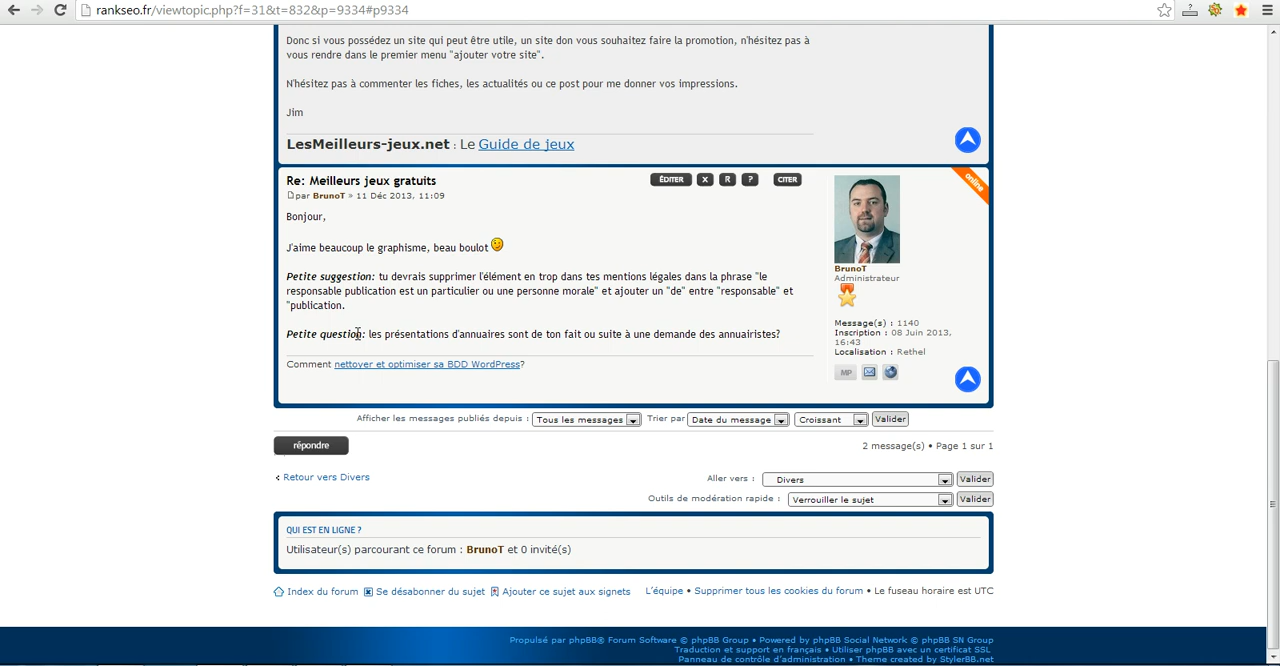 rankseo.fr/viewtopic.php?f=31&t=832&p=9334#p9334
Donc si vous possédez un site qui peut être utile, un site don vous souhaitez faire la promotion, n'hésitez pas à
vous rendre dans le premier menu "ajouter votre site".
N'hésitez pas à commenter les fiches, les actualités ou ce post pour me donner vos impressions.
Jim
LesMeilleurs-jeux.net : Le Guide de jeux
Re: Meilleurs jeux gratuits
ÉDITER X R ? CITER
online
par BrunoT » 11 Déc 2013, 11:09
Bonjour,
J'aime beaucoup le graphisme, beau boulot
Petite suggestion: tu devrais supprimer l'élément en trop dans tes mentions légales dans la phrase "le
responsable publication est un particulier ou une personne morale" et ajouter un "de" entre "responsable" et
"publication.
Petite question: les présentations d'annuaires sont de ton fait ou suite à une demande des annuairistes?
Comment nettoyer et optimiser sa BDD WordPress?
BrunoT
Administrateur
Message(s) : 1140
Inscription : 08 Juin 2013,
16:43
Localisation : Rethel
MP
Afficher les messages publiés depuis : Tous les messages Trier par Date du message Croissant Valider
répondre
2 message(s) • Page 1 sur 1
‹ Retour vers Divers
Aller vers : Divers Valider
Outils de modération rapide : Verrouiller le sujet Valider
QUI EST EN LIGNE ?
Utilisateur(s) parcourant ce forum : BrunoT et 0 invité(s)
Index du forum Se désabonner du sujet Ajouter ce sujet aux signets L'équipe • Supprimer tous les cookies du forum • Le fuseau horaire est UTC
Propulsé par phpBB® Forum Software © phpBB Group • Powered by phpBB Social Network © phpBB SN Group
Traduction et support en français • Utiliser phpBB avec un certificat SSL
Panneau de contrôle d'administration • Theme created by StylerBB.net